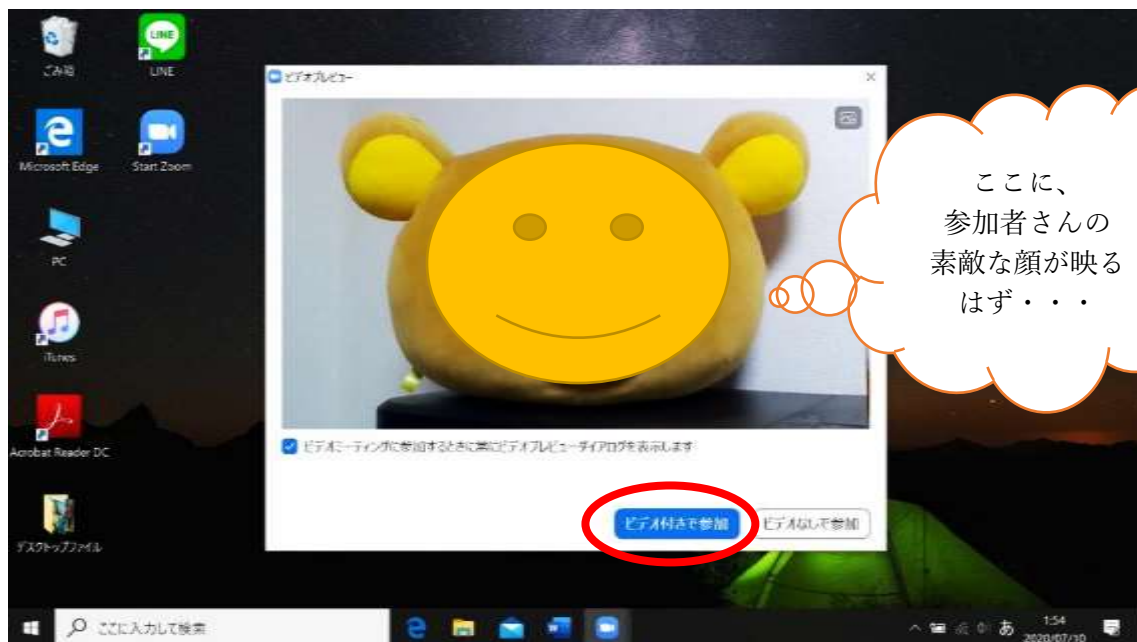 ごみ箱
LINE
LINE
Microsoft Edge
Start Zoom
PC
iTunes
Acrobat Reader DC
デスクトップファイル
ビデオプレビュー
ここに、
参加者さんの
素敵な顔が映る
はず・・・
ビデオミーティングに参加するときに常にビデオプレビューダイアログを表示します
ビデオ付きで参加
ビデオなしで参加
ここに入力して検索
あ
1:54
2020/07/10